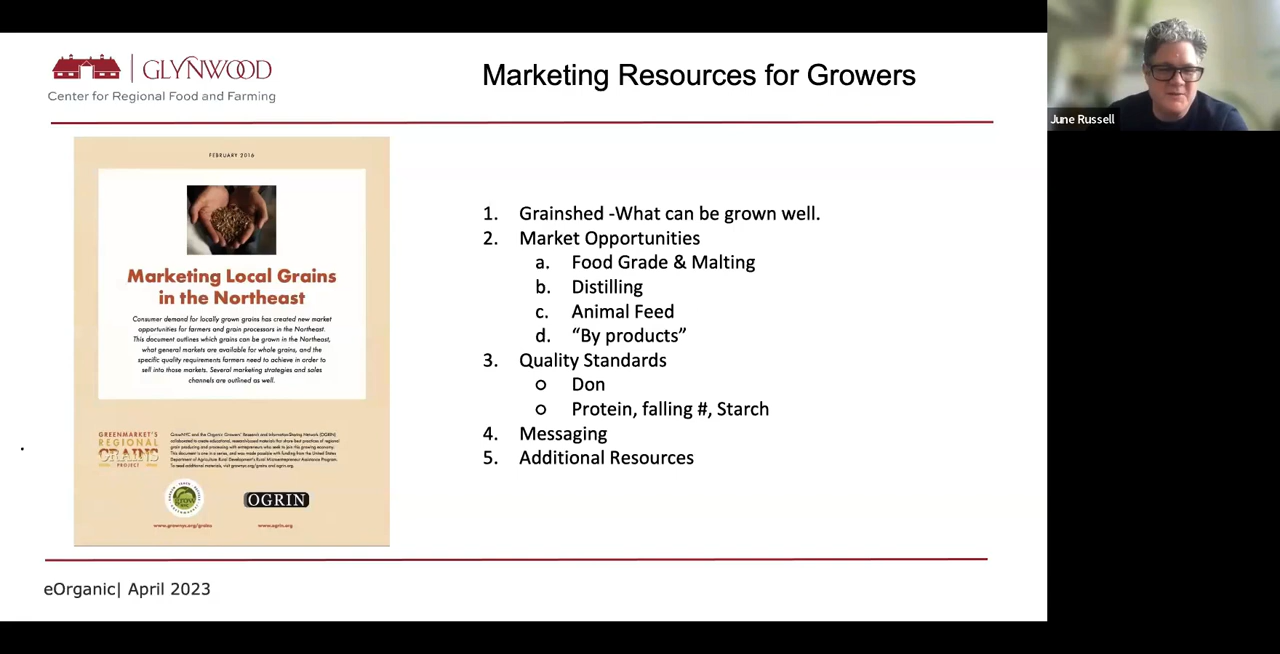 GLYNWOOD
Center for Regional Food and Farming
Marketing Resources for Growers
June Russell
FEBRUARY 2016
Marketing Local Grains
in the Northeast
Consumer demand for locally grown grains has created new market
opportunities for farmers and grain processors in the Northeast.
This document outlines which grains can be grown in the Northeast,
what general markets are available for whole grains, and the
specific quality requirements farmers need to achieve in order to
sell into those markets. Several marketing strategies and sales
channels are outlined as well.
GREENMARKET'S
REGIONAL
GRAINS
PROJECT
GrowNYC and the Organic Growers' Research and Information-Sharing Network (OGRIN)
collaborated to create educational, research-based materials that share best practices of regional
grain producing and processing with entrepreneurs who seek to join this growing economy.
This document is one in a series, and was made possible with funding from the United States
Department of Agriculture Rural Development's Rural Microentrepreneur Assistance Program.
To read additional materials, visit grownyc.org/grains and ogrin.org.
OGRIN
www.grownyc.org/grains
www.ogrin.org
1. Grainshed -What can be grown well.
2. Market Opportunities
a. Food Grade & Malting
b. Distilling
c. Animal Feed
d. “By products”
3. Quality Standards
o Don
o Protein, falling #, Starch
4. Messaging
5. Additional Resources
eOrganic| April 2023